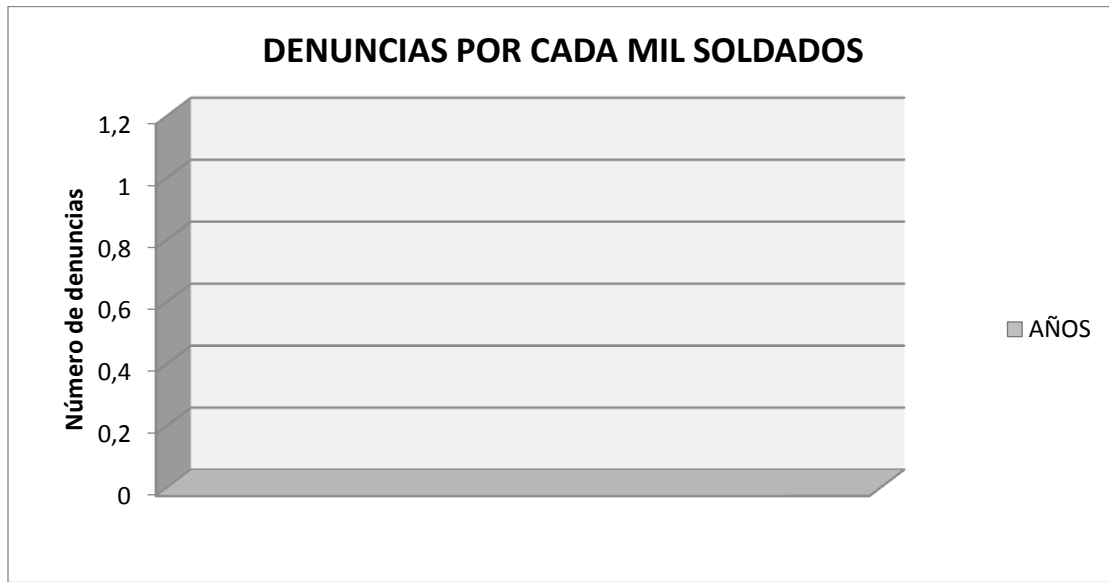 DENUNCIAS POR CADA MIL SOLDADOS
Número de denuncias
1,2
1
0,8
0,6
0,4
0,2
0
AÑOS